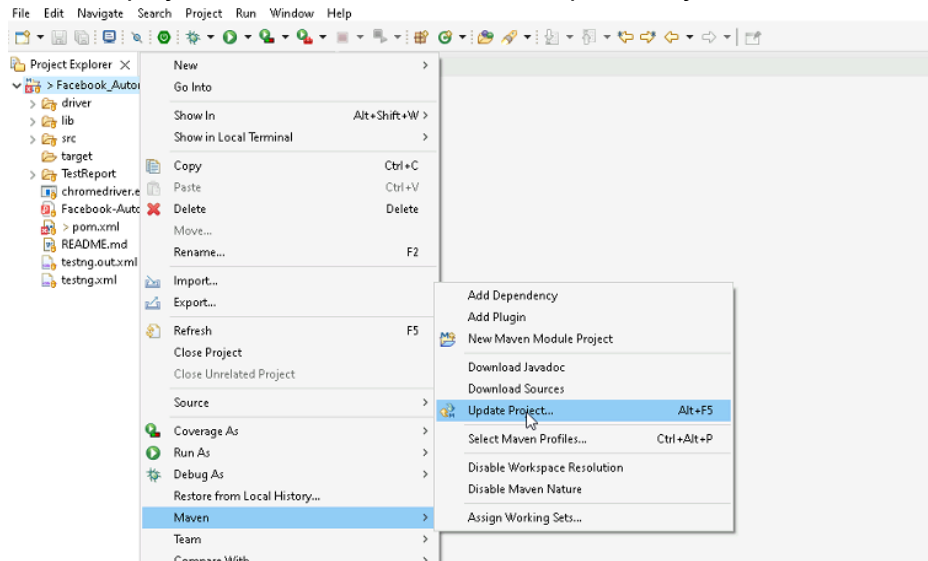 File Edit Navigate Search Project Run Window Help
Project Explorer
> Facebook_Autor
driver
lib
src
target
TestReport
chromedriver.e
Facebook-Auto
> pom.xml
README.md
testng.out.xml
testng.xml
New
Go Into
Show In Alt+Shift+W
Show in Local Terminal
Copy Ctrl+C
Paste Ctrl+V
Delete Delete
Move...
Rename... F2
Import...
Export...
Refresh F5
Close Project
Close Unrelated Project
Source
Coverage As
Run As
Debug As
Restore from Local History...
Maven
Team
Compare With
Add Dependency
Add Plugin
New Maven Module Project
Download Javadoc
Download Sources
Update Project... Alt+F5
Select Maven Profiles... Ctrl+Alt+P
Disable Workspace Resolution
Disable Maven Nature
Assign Working Sets...